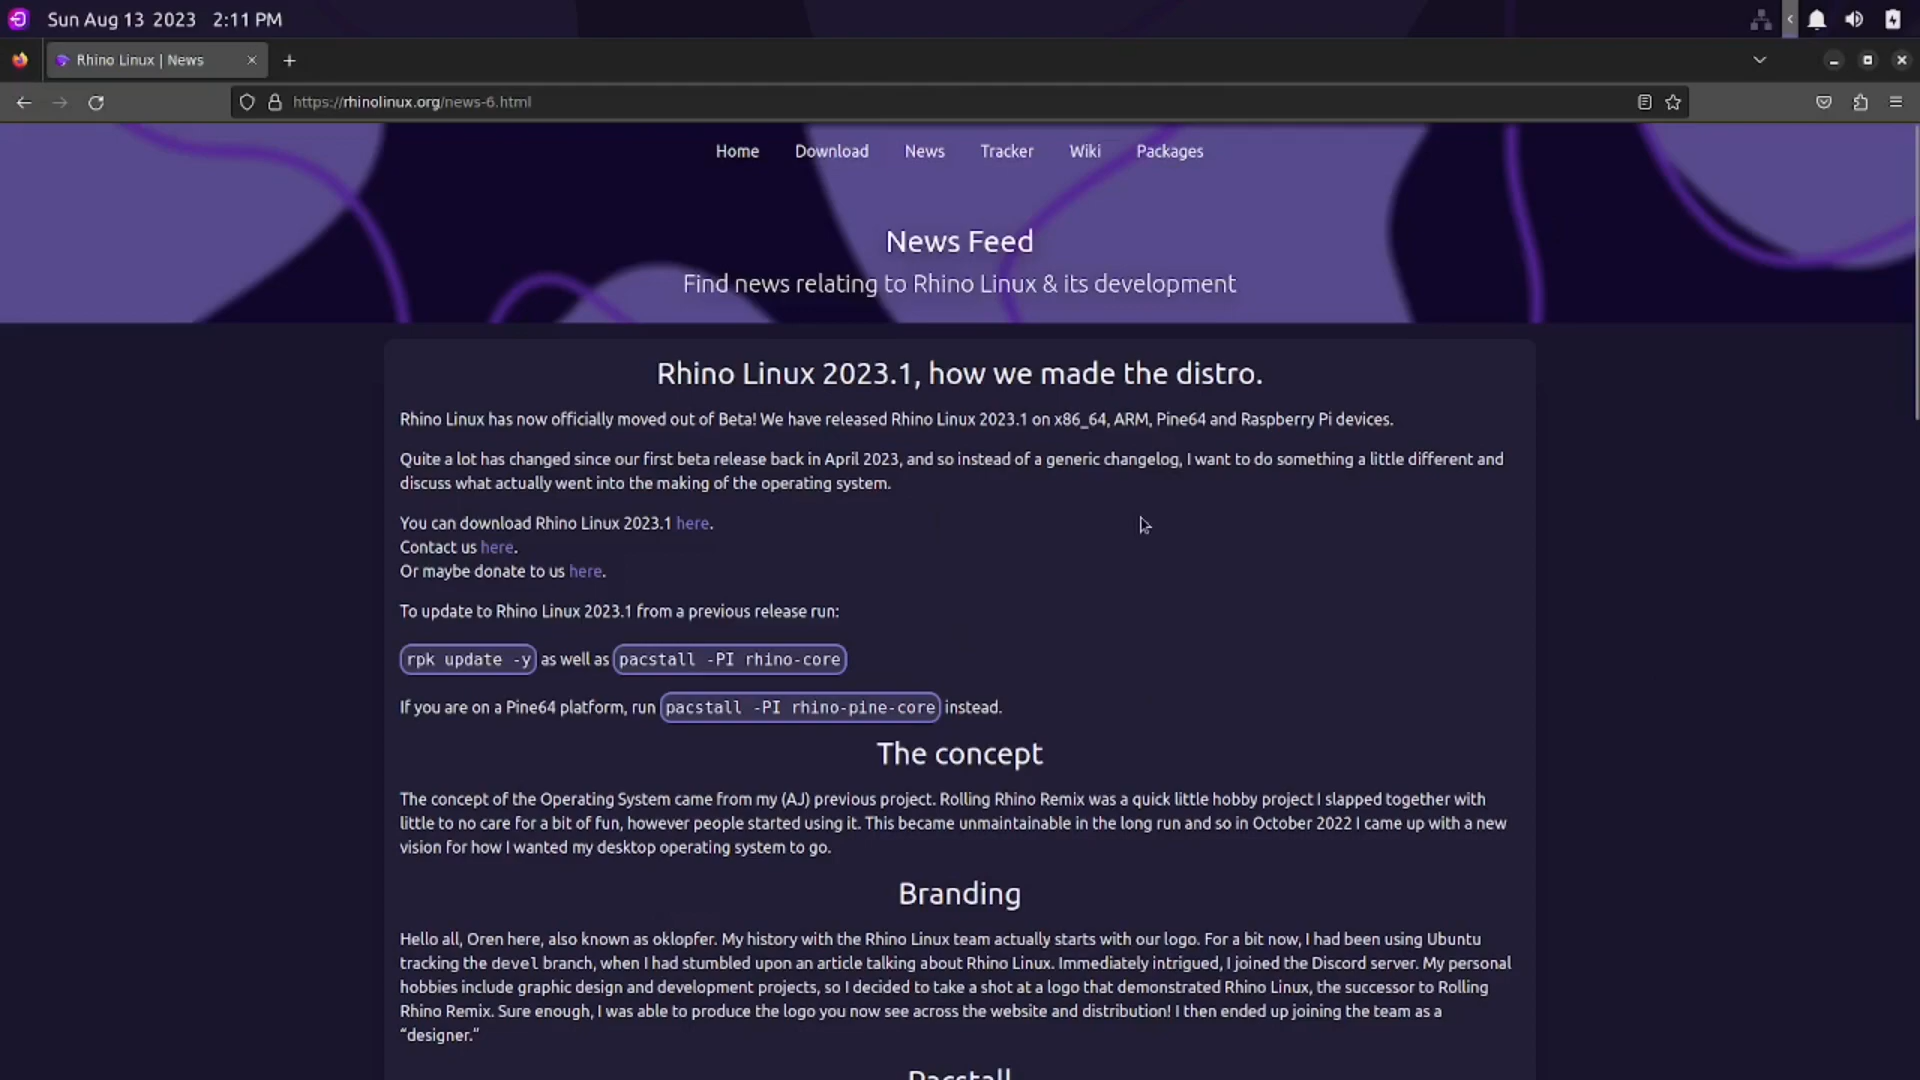 Sun Aug 13 2023 2:11 PM
Rhino Linux | News
https://rhinolinux.org/news-6.html
Home Download News Tracker Wiki Packages
News Feed
Find news relating to Rhino Linux & its development
Rhino Linux 2023.1, how we made the distro.
Rhino Linux has now officially moved out of Beta! We have released Rhino Linux 2023.1 on x86_64, ARM, Pine64 and Raspberry Pi devices.
Quite a lot has changed since our first beta release back in April 2023, and so instead of a generic changelog, I want to do something a little different and
discuss what actually went into the making of the operating system.
You can download Rhino Linux 2023.1 here.
Contact us here.
Or maybe donate to us here.
To update to Rhino Linux 2023.1 from a previous release run:
rpk update -y as well as pacstall -PI rhino-core
If you are on a Pine64 platform, run pacstall -PI rhino-pine-core instead.
The concept
The concept of the Operating System came from my (AJ) previous project. Rolling Rhino Remix was a quick little hobby project I slapped together with
little to no care for a bit of fun, however people started using it. This became unmaintainable in the long run and so in October 2022 I came up with a new
vision for how I wanted my desktop operating system to go.
Branding
Hello all, Oren here, also known as oklopfer. My history with the Rhino Linux team actually starts with our logo. For a bit now, I had been using Ubuntu
tracking the devel branch, when I had stumbled upon an article talking about Rhino Linux. Immediately intrigued, I joined the Discord server. My personal
hobbies include graphic design and development projects, so I decided to take a shot at a logo that demonstrated Rhino Linux, the successor to Rolling
Rhino Remix. Sure enough, I was able to produce the logo you now see across the website and distribution! I then ended up joining the team as a
“designer.”
Pacstall